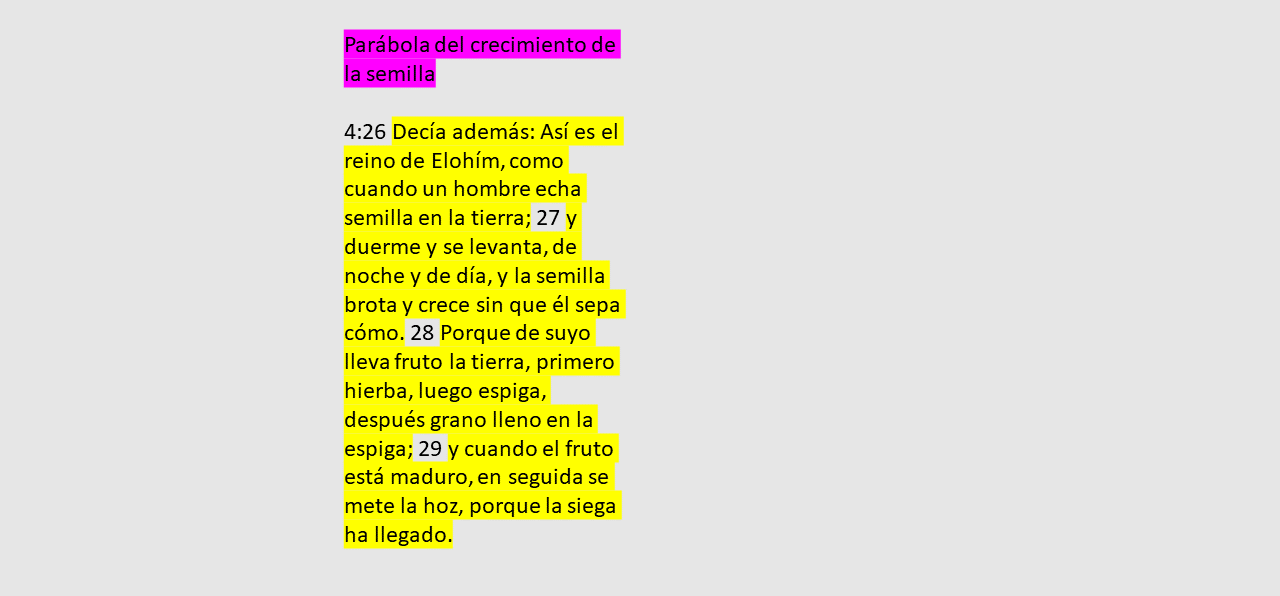 Parábola del crecimiento de
la semilla
4:26 Decía además: Así es el
reino de Elohím, como
cuando un hombre echa
semilla en la tierra; 27 y
duerme y se levanta, de
noche y de día, y la semilla
brota y crece sin que él sepa
cómo. 28 Porque de suyo
lleva fruto la tierra, primero
hierba, luego espiga,
después grano lleno en la
espiga; 29 y cuando el fruto
está maduro, en seguida se
mete la hoz, porque la siega
ha llegado.